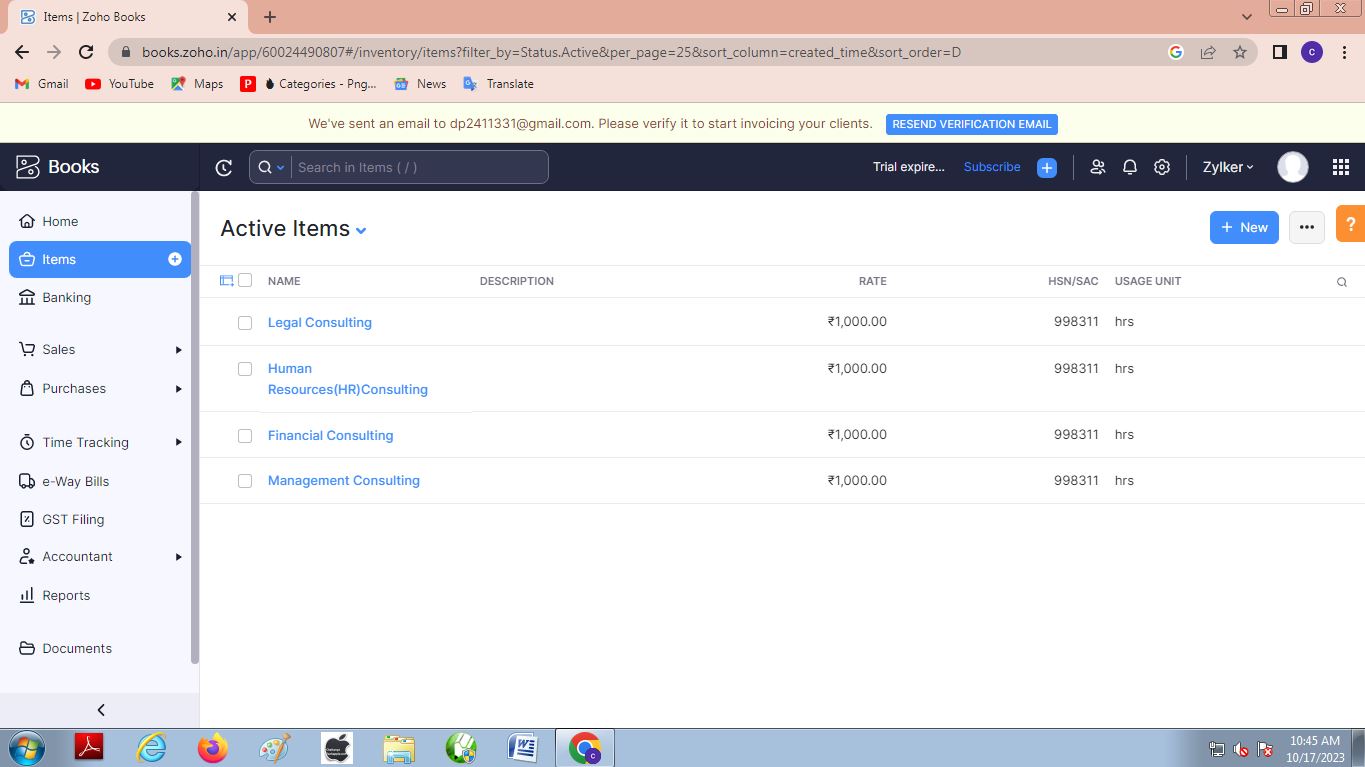 Items | Zoho Books
books.zoho.in/app/60024490807#/inventory/items?filter_by=Status.Active&per_page=25&sort_column=created_time&sort_order=D
C
Gmail YouTube Maps Categories - Png... News Translate
We've sent an email to dp2411331@gmail.com. Please verify it to start invoicing your clients. RESEND VERIFICATION EMAIL
Books
Search in Items ( / )
Trial expire... Subscribe
Zylker
Home
Items
Banking
Sales
Purchases
Time Tracking
e-Way Bills
GST Filing
Accountant
Reports
Documents
Active Items
+ New
?
NAME DESCRIPTION RATE HSN/SAC USAGE UNIT
Legal Consulting ₹1,000.00 998311 hrs
Human ₹1,000.00 998311 hrs
Resources(HR)Consulting
Financial Consulting ₹1,000.00 998311 hrs
Management Consulting ₹1,000.00 998311 hrs
10:45 AM
10/17/2023